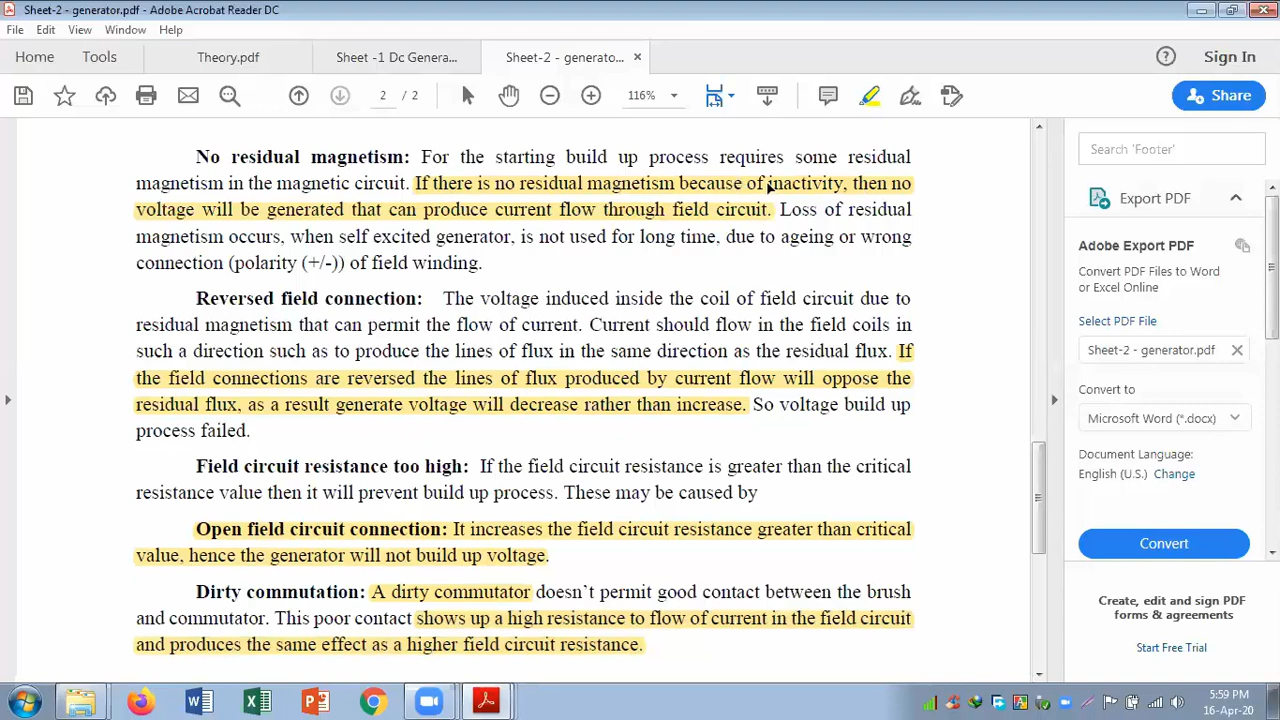 Sheet-2 - generator.pdf - Adobe Acrobat Reader DC
File Edit View Window Help
Home Tools Theory.pdf Sheet -1 Dc Genera... Sheet-2 - generato... × Sign In
2 / 2 116% Share
No residual magnetism: For the starting build up process requires some residual
magnetism in the magnetic circuit. If there is no residual magnetism because of inactivity, then no
voltage will be generated that can produce current flow through field circuit. Loss of residual
magnetism occurs, when self excited generator, is not used for long time, due to ageing or wrong
connection (polarity (+/-)) of field winding.
Reversed field connection: The voltage induced inside the coil of field circuit due to
residual magnetism that can permit the flow of current. Current should flow in the field coils in
such a direction such as to produce the lines of flux in the same direction as the residual flux. If
the field connections are reversed the lines of flux produced by current flow will oppose the
residual flux, as a result generate voltage will decrease rather than increase. So voltage build up
process failed.
Field circuit resistance too high: If the field circuit resistance is greater than the critical
resistance value then it will prevent build up process. These may be caused by
Open field circuit connection: It increases the field circuit resistance greater than critical
value, hence the generator will not build up voltage.
Dirty commutation: A dirty commutator doesn't permit good contact between the brush
and commutator. This poor contact shows up a high resistance to flow of current in the field circuit
and produces the same effect as a higher field circuit resistance.
Search 'Footer'
Export PDF
Adobe Export PDF
Convert PDF Files to Word
or Excel Online
Select PDF File
Sheet-2 - generator.pdf ×
Convert to
Microsoft Word (*.docx)
Document Language:
English (U.S.) Change
Convert
Create, edit and sign PDF
forms & agreements
Start Free Trial
5:59 PM
16-Apr-20